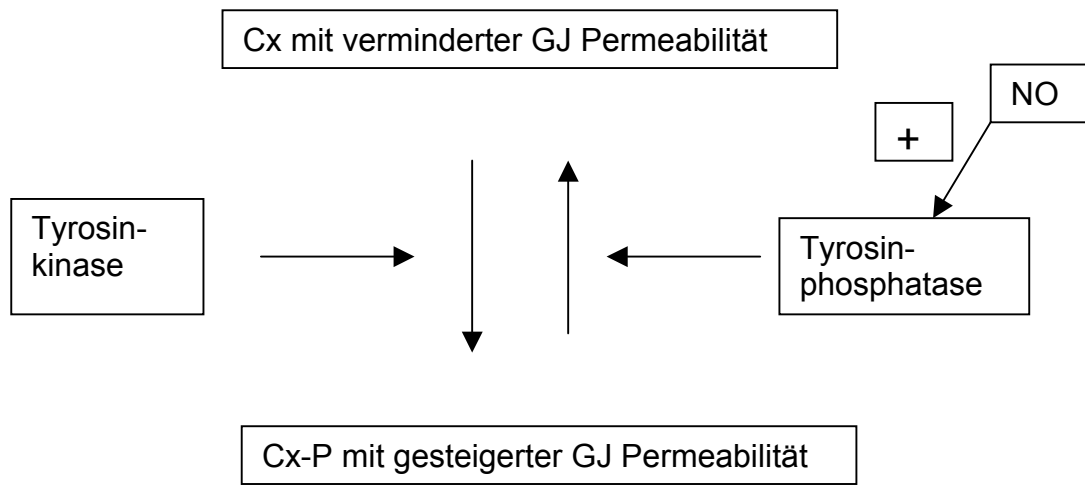 Cx mit verminderter GJ Permeabilität
NO
+
Tyrosin-
kinase
Tyrosin-
phosphatase
Cx-P mit gesteigerter GJ Permeabilität